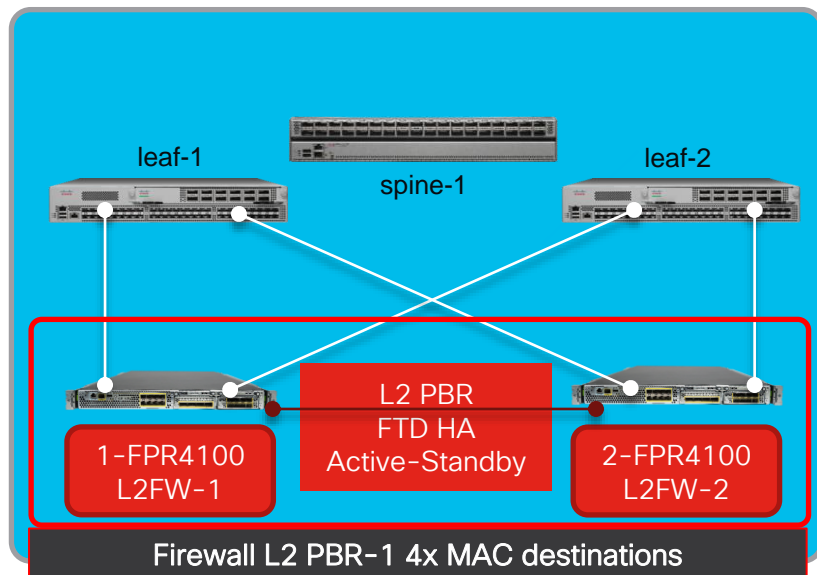 leaf-1
leaf-2
spine-1
L2 PBR
FTD HA
Active-Standby
1-FPR4100
L2FW-1
2-FPR4100
L2FW-2
Firewall L2 PBR-1 4x MAC destinations